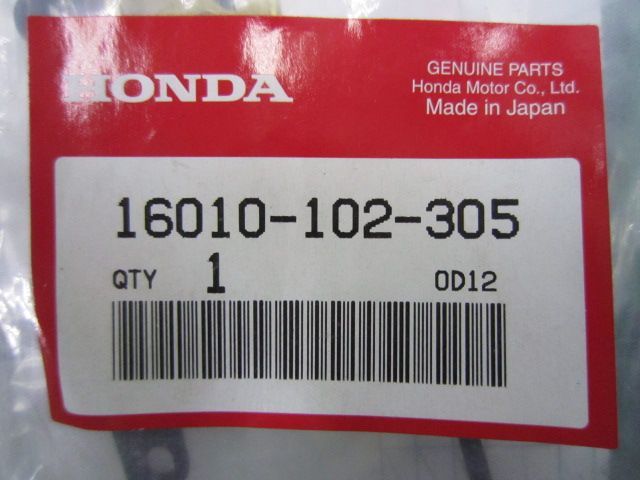 HONDA
GENUINE PARTS
Honda Motor Co., Ltd.
Made in Japan
16010-102-305
QTY 1 OD12